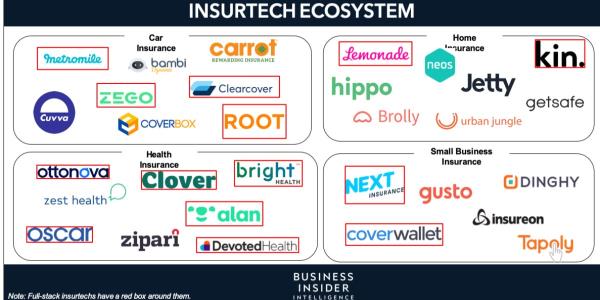 INSURTECH ECOSYSTEM
Car
Insurance
metromile
bambi
Dynamic
carrot
REWARDING INSURANCE
Cuvva
ZEGO
Clearcover
COVERBOX
ROOT
Home
Insurance
Lemonade
neos
kin.
hippo
Jetty
getsafe
Brolly
urban jungle
Health
Insurance
ottonova
Clover
bright
HEALTH
zest health
alan
oscar
zipari
DevotedHealth
Small Business
Insurance
NEXT
INSURANCE
gusto
DINGHY
insureon
coverwallet
Tapoly
BUSINESS
INSIDER
INTELLIGENCE
Note: Full-stack insurtechs have a red box around them.